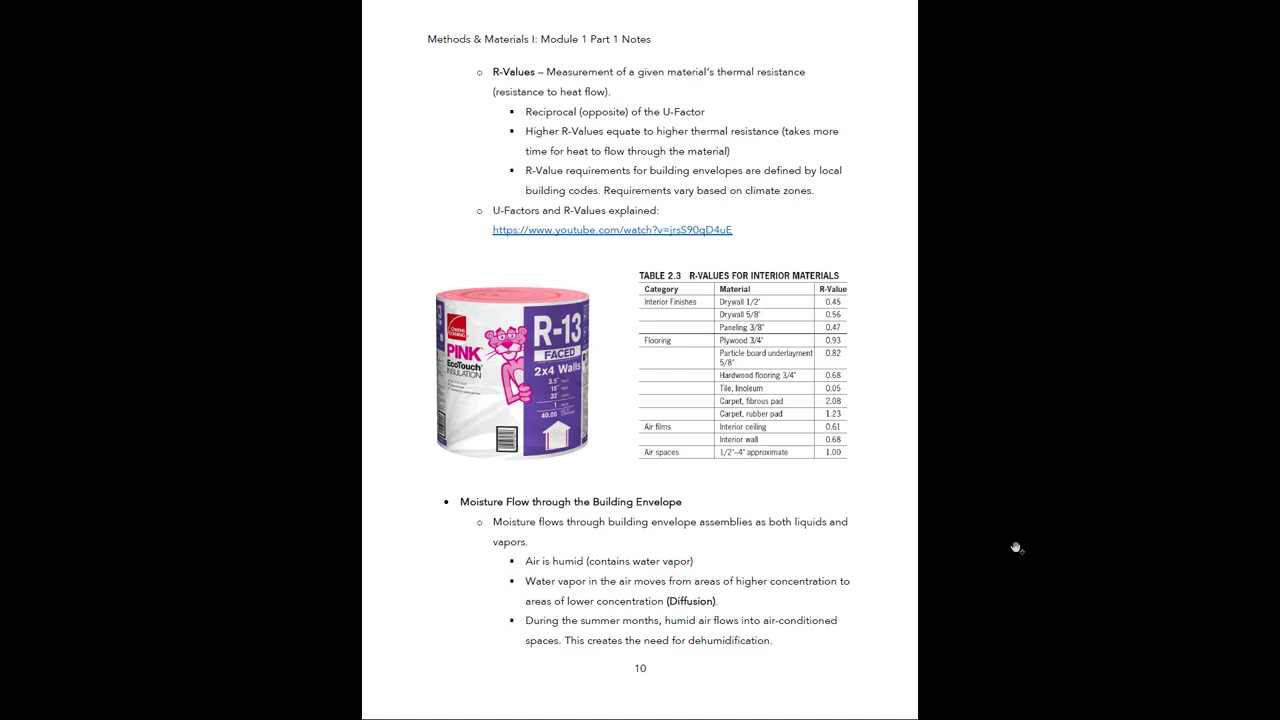 Methods & Materials I: Module 1 Part 1 Notes
o R-Values – Measurement of a given material's thermal resistance
(resistance to heat flow).
▪ Reciprocal (opposite) of the U-Factor
▪ Higher R-Values equate to higher thermal resistance (takes more
time for heat to flow through the material)
▪ R-Value requirements for building envelopes are defined by local
building codes. Requirements vary based on climate zones.
o U-Factors and R-Values explained:
https://www.youtube.com/watch?v=jrsS90qD4uE
OWENS CORNING
PINK
EcoTouch
INSULATION
R-13
FACED
2x4 Walls
3.5"
15"
32'
1
40.00
TABLE 2.3 R-VALUES FOR INTERIOR MATERIALS
Category Material R-Value
Interior Finishes Drywall 1/2" 0.45
Drywall 5/8" 0.56
Paneling 3/8" 0.47
Flooring Plywood 3/4" 0.93
Particle board underlayment 0.82
5/8"
Hardwood flooring 3/4" 0.68
Tile, linoleum 0.05
Carpet, fibrous pad 2.08
Carpet, rubber pad 1.23
Air films Interior ceiling 0.61
Interior wall 0.68
Air spaces 1/2"–4" approximate 1.00
• Moisture Flow through the Building Envelope
o Moisture flows through building envelope assemblies as both liquids and
vapors.
▪ Air is humid (contains water vapor)
▪ Water vapor in the air moves from areas of higher concentration to
areas of lower concentration (Diffusion).
▪ During the summer months, humid air flows into air-conditioned
spaces. This creates the need for dehumidification.
10